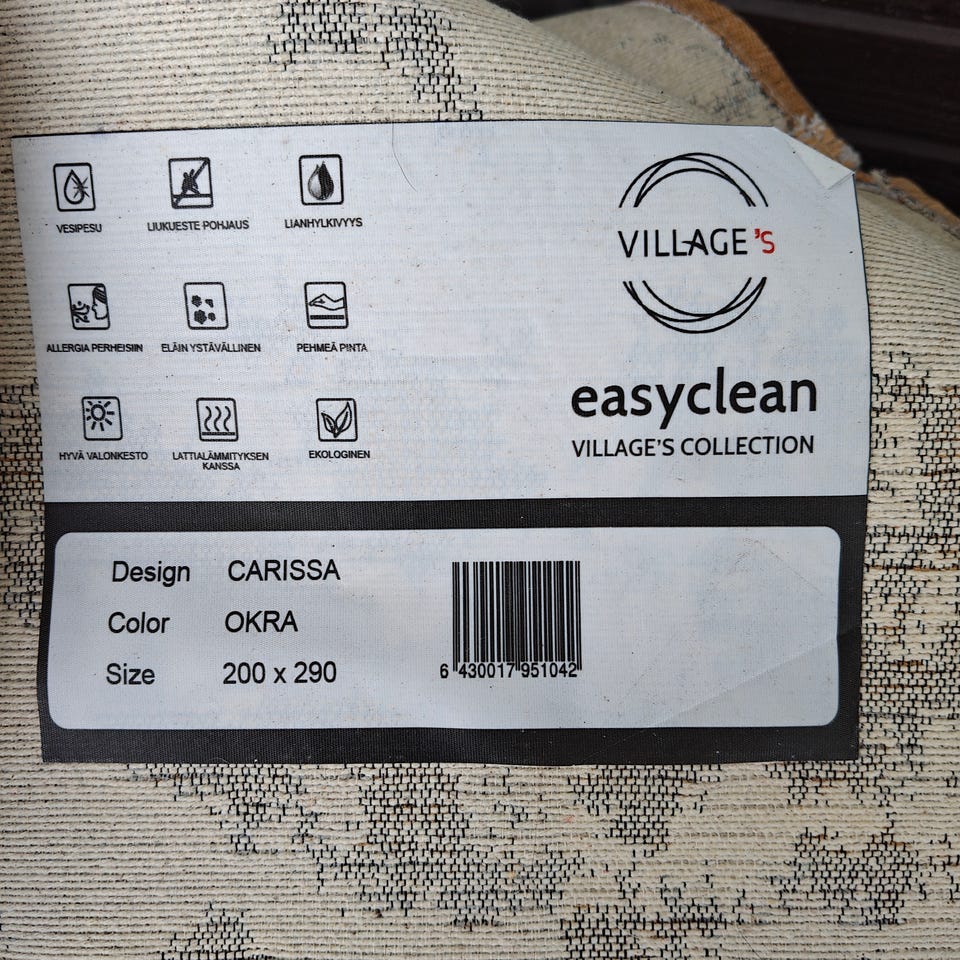 VESIPESU
LIUKUESTE POHJAUS
LIANHYLKIVYYS
ALLERGIA PERHEISIIN
ELÄIN YSTÄVÄLLINEN
PEHMEÄ PINTA
HYVÄ VALONKESTO
LATTIALÄMMITYKSEN
KANSSA
EKOLOGINEN
VILLAGE'S
easyclean
VILLAGE'S COLLECTION
Design CARISSA
Color OKRA
Size 200 x 290
6 430017 951042